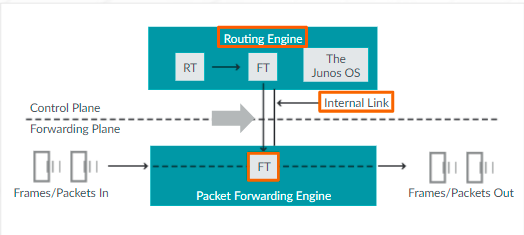 Routing Engine
RT
FT
The
Junos OS
Internal Link
Control Plane
Forwarding Plane
FT
Frames/Packets In
Packet Forwarding Engine
Frames/Packets Out